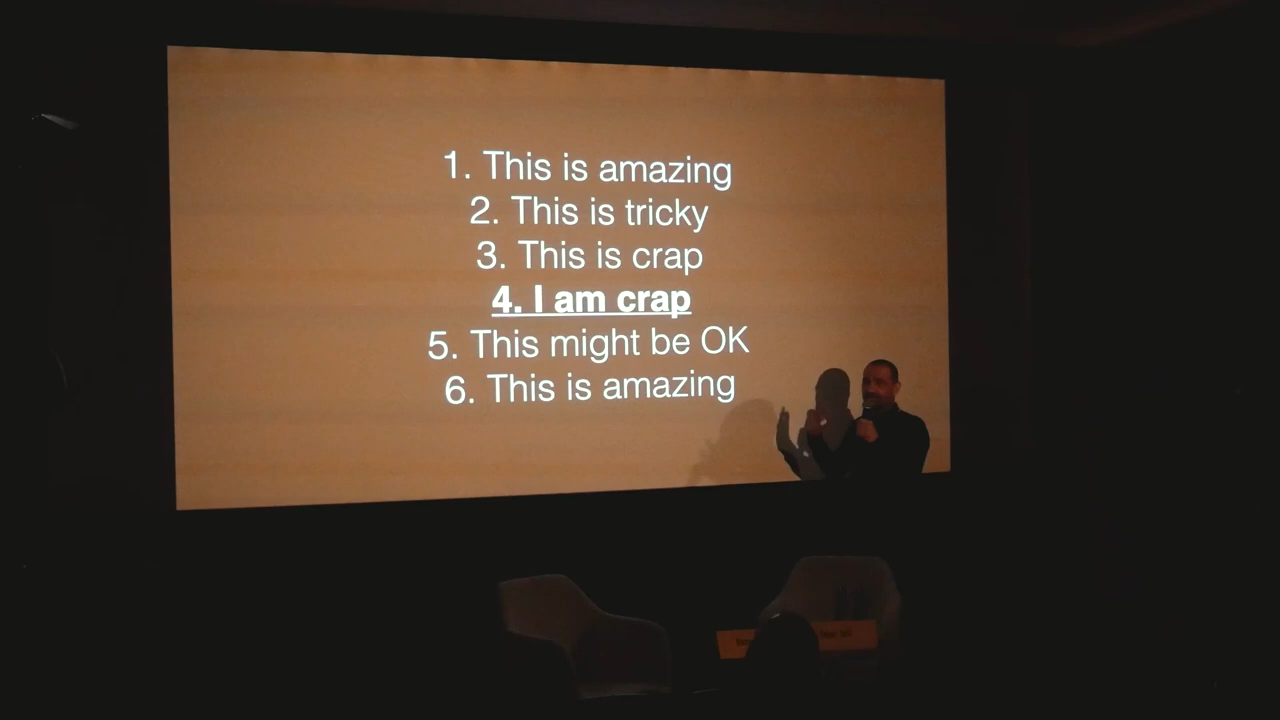 1. This is amazing
2. This is tricky
3. This is crap
4. I am crap
5. This might be OK
6. This is amazing